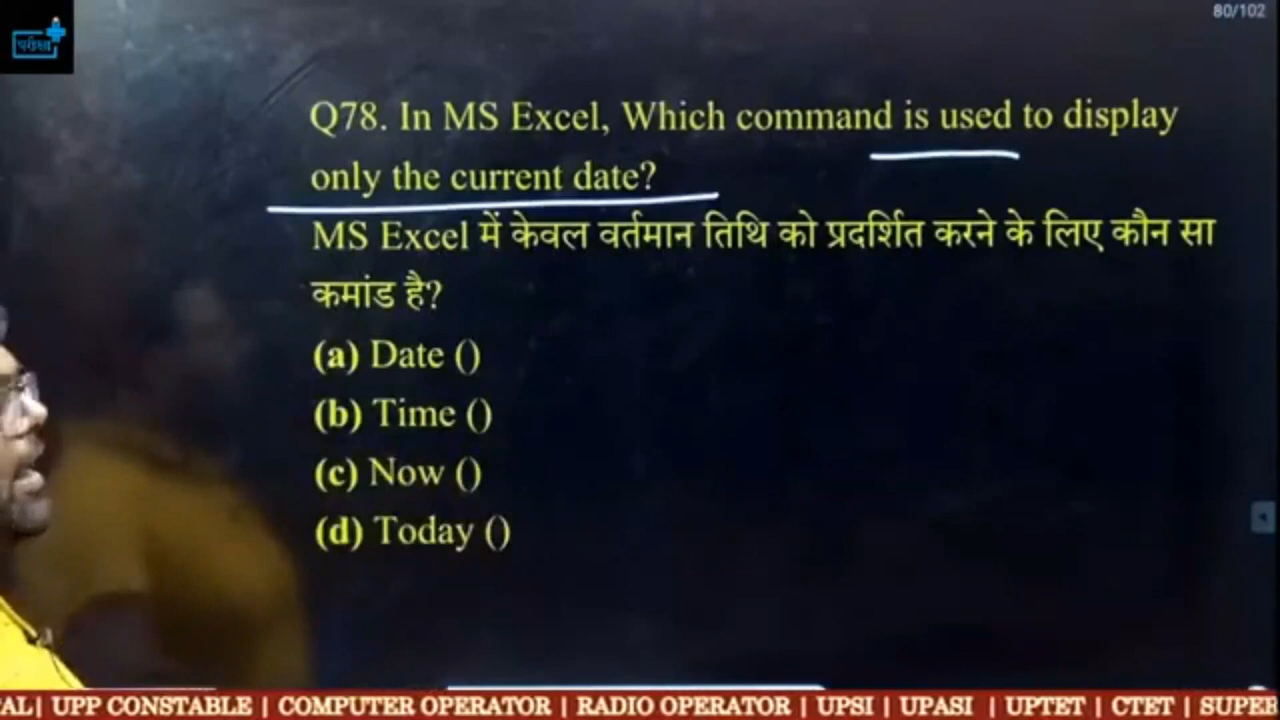 80/102
परीक्षा
Q78. In MS Excel, Which command is used to display
only the current date?
MS Excel में केवल वर्तमान तिथि को प्रदर्शित करने के लिए कौन सा
कमांड है?
(a) Date ()
(b) Time ()
(c) Now ()
(d) Today ()
AL| UPP CONSTABLE | COMPUTER OPERATOR | RADIO OPERATOR | UPSI | UPASI | UPTET | CTET | SUPER